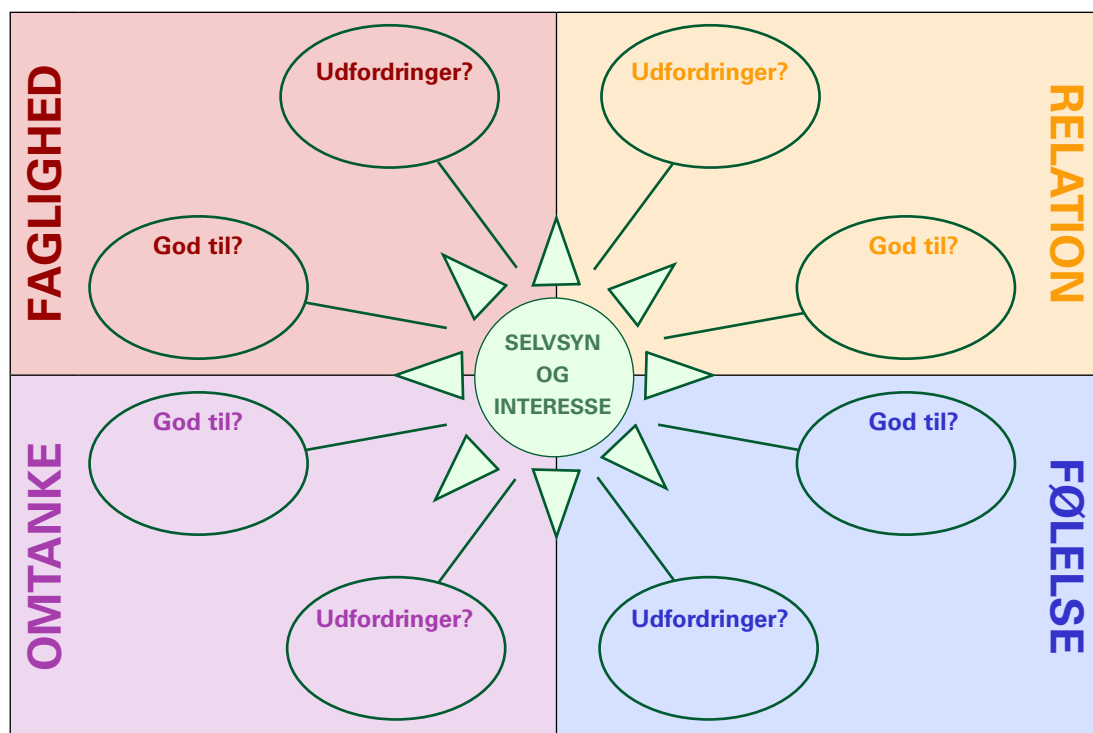 FAGLIGHED
Udfordringer?
God til?
RELATION
Udfordringer?
God til?
SELVSYN
OG
INTERESSE
OMTANKE
God til?
Udfordringer?
FØLELSE
God til?
Udfordringer?